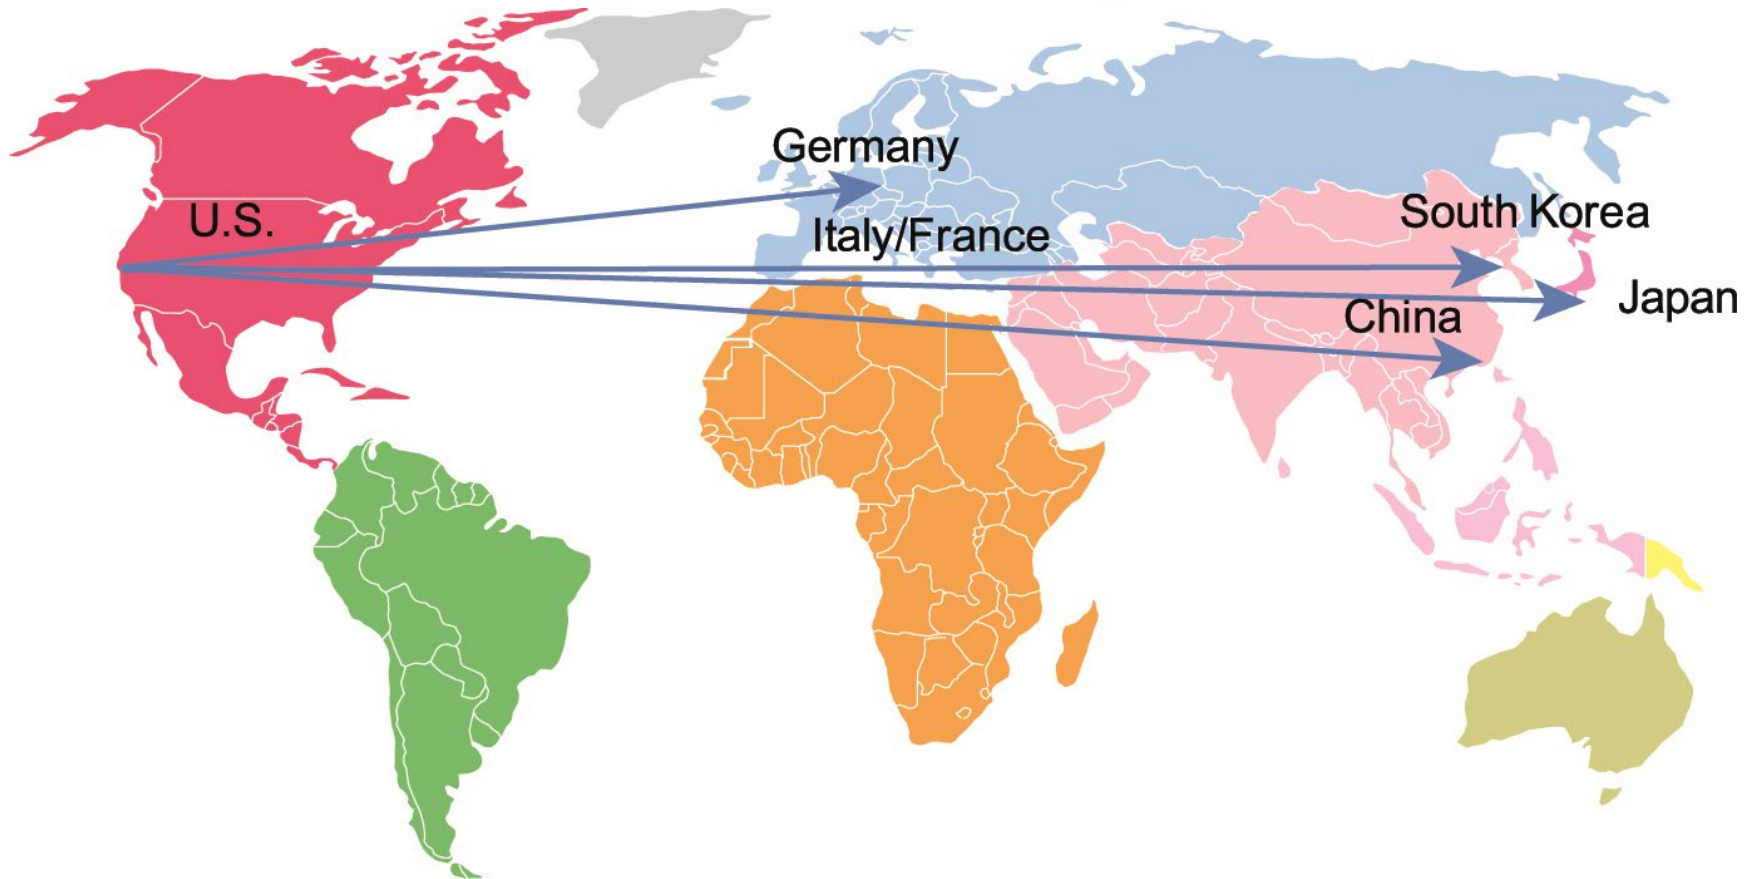 Germany
U.S.
South Korea
Italy/France
Japan
China